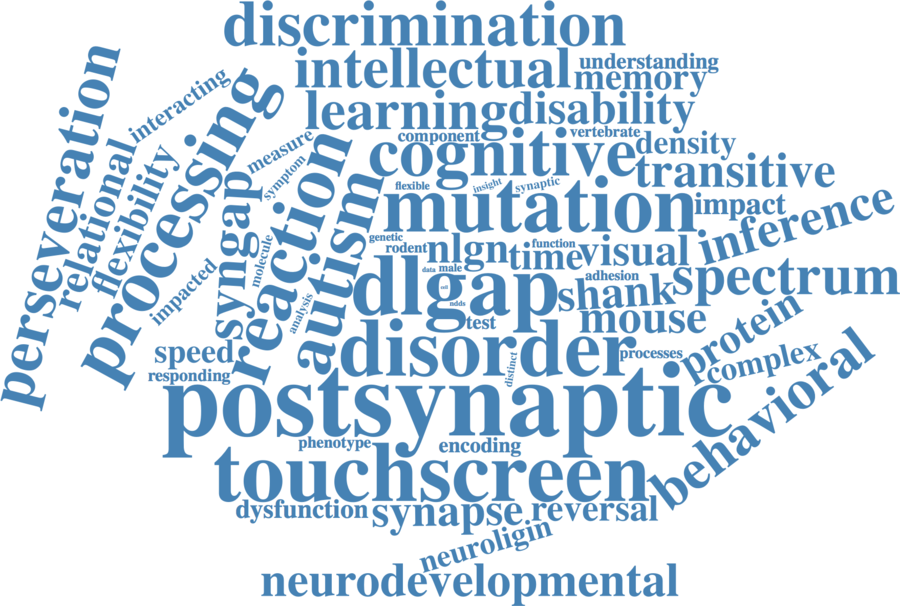 discrimination
intellectual
understanding
memory
learning
disability
interacting
perseveration
processing
relational
flexibility
measure
symptom
component
vertebrate
cognitive
density
transitive
reaction
autism
syngap
flexible
insight
synaptic
mutation
impact
inference
genetic
rodent
nlgn
time
function
visual
molecule
impacted
data
male
dlgap
cell
ndds
adhesion
shank
spectrum
analysis
test
mouse
protein
speed
disorder
processes
complex
responding
distinct
behavioral
postsynaptic
phenotype
encoding
touchscreen
dysfunction
synapse
reversal
neuroligin
neurodevelopmental